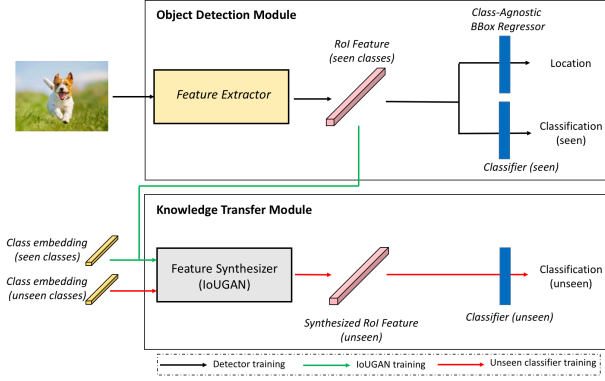 Object Detection Module
Class-Agnostic
BBox Regressor
RoI Feature
(seen classes)
Location
Feature Extractor
Classification
(seen)
Classifier (seen)
Knowledge Transfer Module
Class embedding
(seen classes)
Feature Synthesizer
(IoUGAN)
Classification
(unseen)
Class embedding
(unseen classes)
Synthesized RoI Feature
(unseen)
Classifier (unseen)
Detector training
IoUGAN training
Unseen classifier training